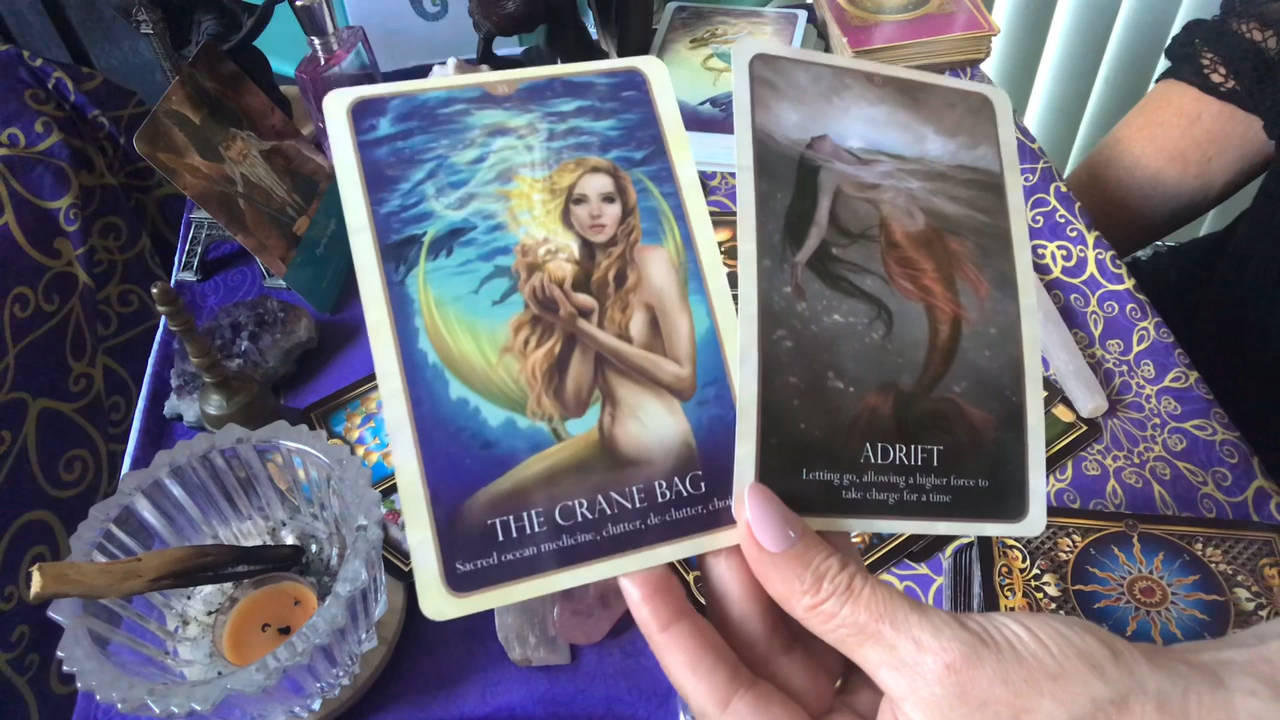 THE CRANE BAG
Sacred ocean medicine, clutter, de-clutter,
ADRIFT
Letting go, allowing a higher force to
take charge for a time